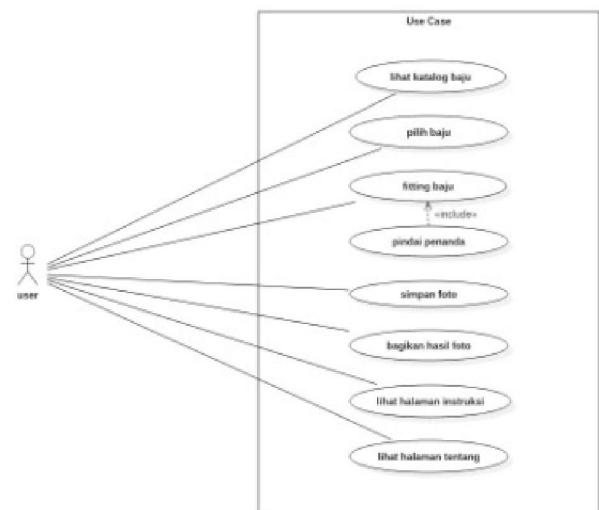 Use Case
lihat katalog baju
pilih baju
fitting baju
«include»
pindai penanda
user
simpan foto
bagikan hasil foto
lihat halaman instruksi
lihat halaman tentang